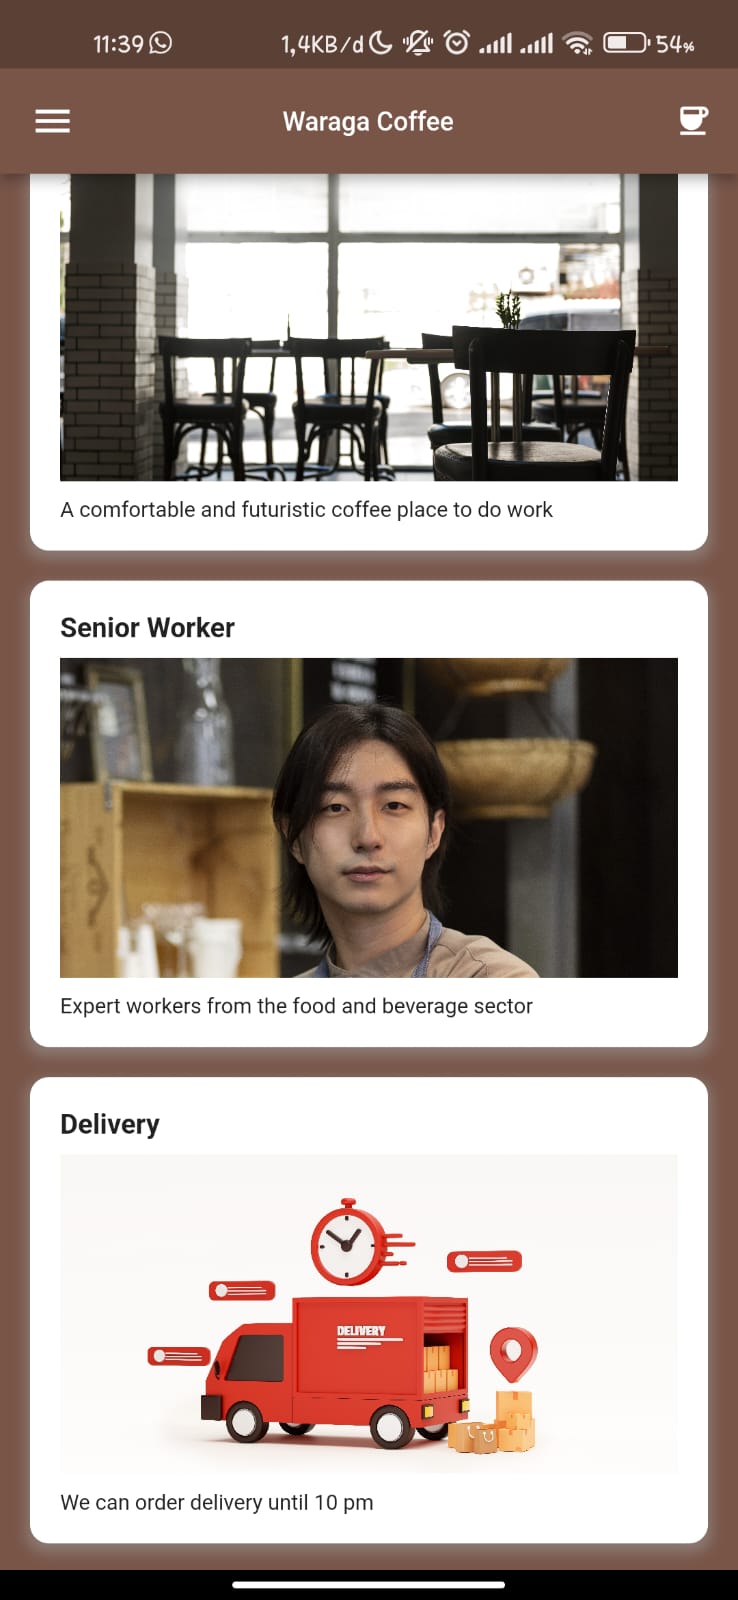 11:39 1,4KB/d 54%
Waraga Coffee
A comfortable and futuristic coffee place to do work
Senior Worker
Expert workers from the food and beverage sector
Delivery
DELIVERY
We can order delivery until 10 pm